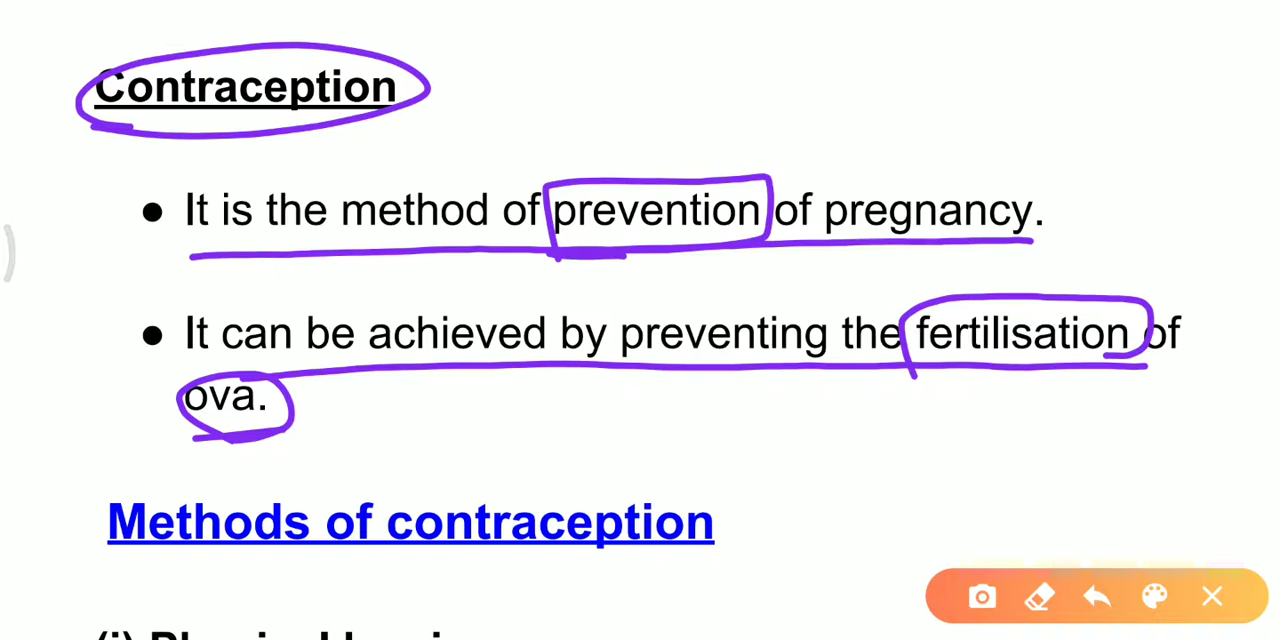 Contraception
● It is the method of prevention of pregnancy.
● It can be achieved by preventing the fertilisation of
ova.
Methods of contraception